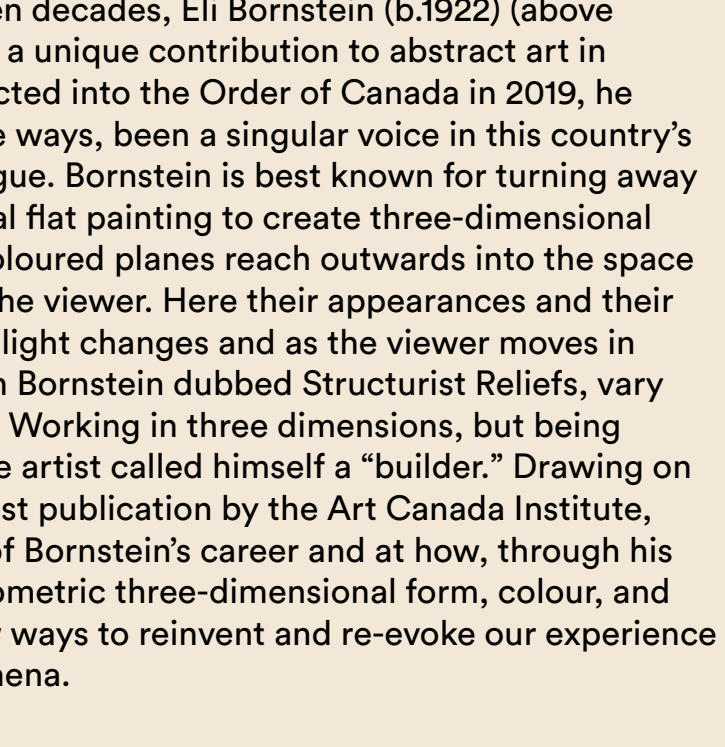 en decades, Eli Bornstein (b.1922) (above
a unique contribution to abstract art in
cted into the Order of Canada in 2019, he
e ways, been a singular voice in this country’s
gue. Bornstein is best known for turning away
al flat painting to create three-dimensional
oloured planes reach outwards into the space
he viewer. Here their appearances and their
light changes and as the viewer moves in
n Bornstein dubbed Structurist Reliefs, vary
Working in three dimensions, but being
e artist called himself a “builder.” Drawing on
st publication by the Art Canada Institute,
of Bornstein’s career and at how, through his
ometric three-dimensional form, colour, and
ways to reinvent and re-evoke our experience
ena.